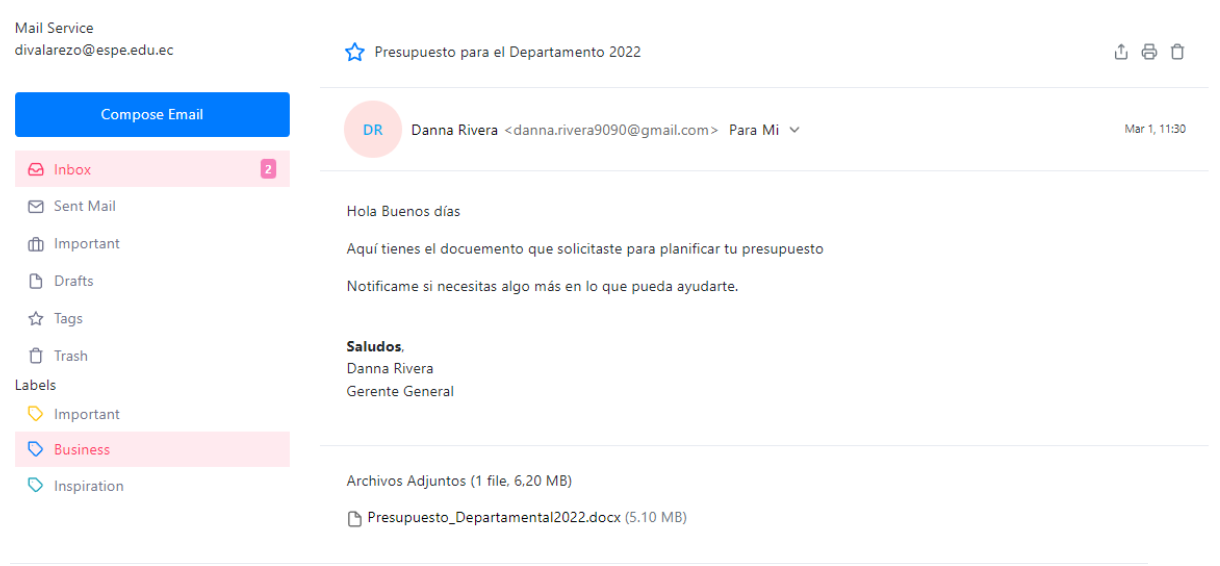 Mail Service
divalarezo@espe.edu.ec
Compose Email
Inbox 2
Sent Mail
Important
Drafts
Tags
Trash
Labels
Important
Business
Inspiration
Presupuesto para el Departamento 2022
DR Danna Rivera <danna.rivera9090@gmail.com> Para Mi Mar 1, 11:30
Hola Buenos días
Aquí tienes el docuemento que solicitaste para planificar tu presupuesto
Notificame si necesitas algo más en lo que pueda ayudarte.
Saludos,
Danna Rivera
Gerente General
Archivos Adjuntos (1 file, 6,20 MB)
Presupuesto_Departamental2022.docx (5.10 MB)